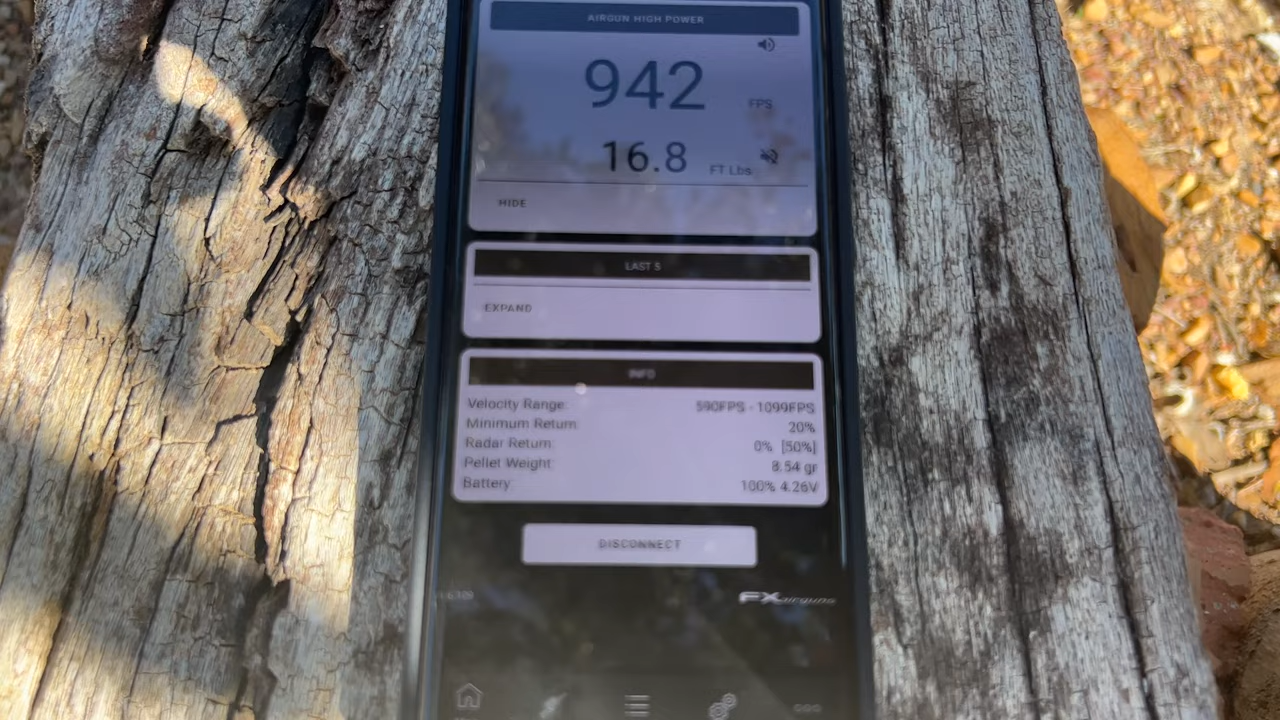 AIRGUN HIGH POWER
942 FPS
16.8 FT Lbs
HIDE
LAST 5
EXPAND
INFO
Velocity Range: 590FPS - 1099FPS
Minimum Return: 20%
Radar Return: 0% [50%]
Pellet Weight: 8.54 gr
Battery: 100% 4.26V
DISCONNECT
FX airguns